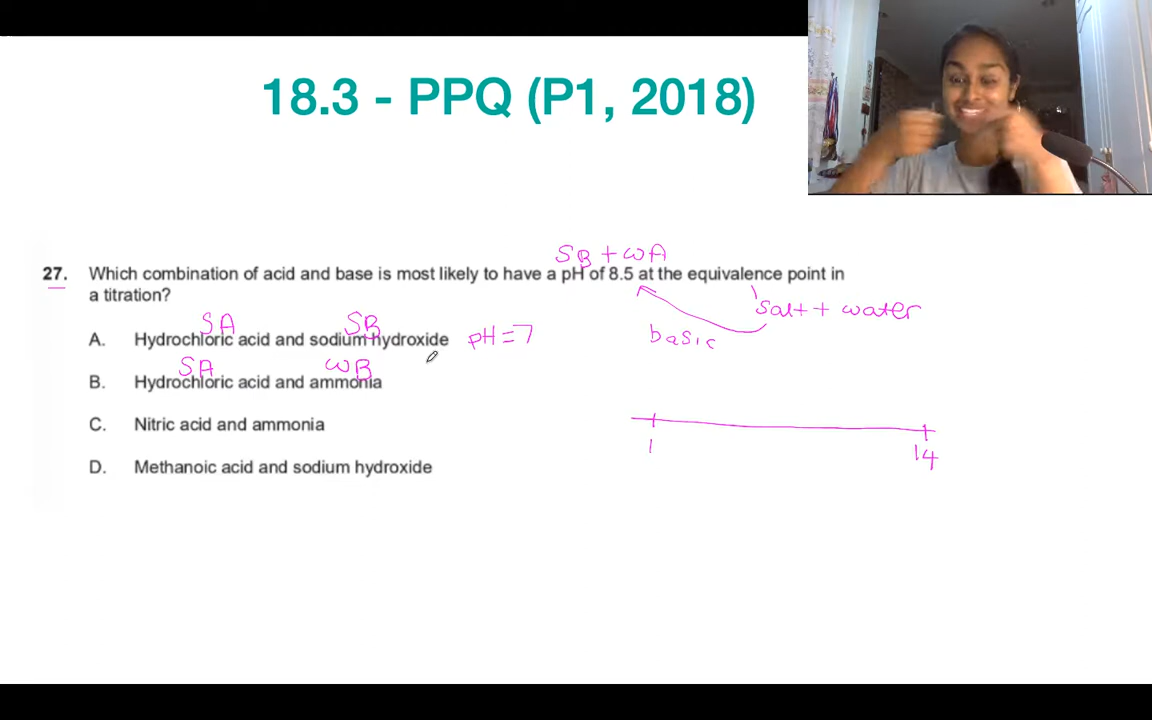 18.3 - PPQ (P1, 2018)
SB + WA
27. Which combination of acid and base is most likely to have a pH of 8.5 at the equivalence point in
a titration?
salt + water
SA SB
A. Hydrochloric acid and sodium hydroxide pH = 7
basic
SA WB
B. Hydrochloric acid and ammonia
C. Nitric acid and ammonia
1 14
D. Methanoic acid and sodium hydroxide